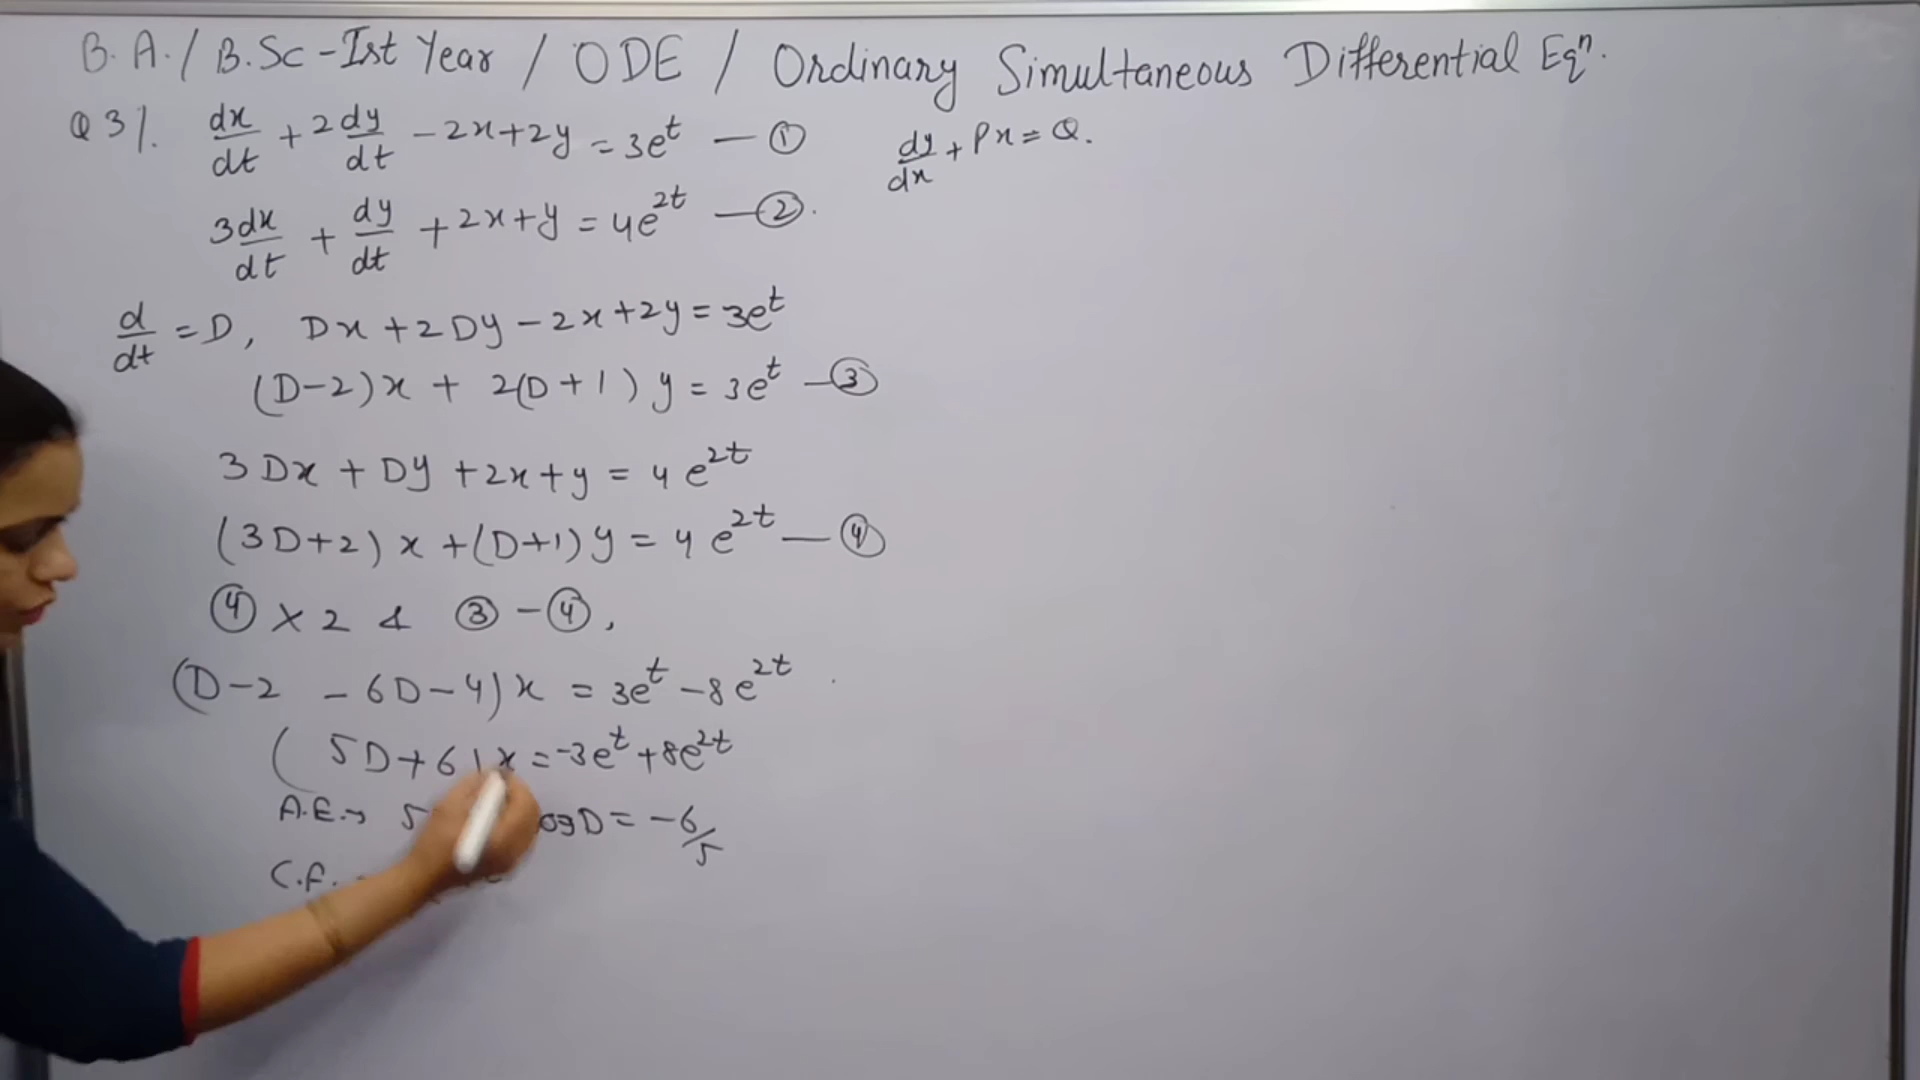 B.A./B.Sc-Ist Year / ODE / Ordinary Simultaneous Differential Eqⁿ.
Q3/. dx/dt + 2dy/dt - 2x + 2y = 3e^t — ①
dy/dx + Px = Q.
3dx/dt + dy/dt + 2x + y = 4e^2t — ②.
d/dt = D, Dx + 2Dy - 2x + 2y = 3e^t
(D-2)x + 2(D+1)y = 3e^t — ③
3Dx + Dy + 2x + y = 4e^2t
(3D+2)x + (D+1)y = 4e^2t — ④
④ × 2 & ③ - ④,
(D-2 - 6D-4)x = 3e^t - 8e^2t
(5D+6)x = -3e^t + 8e^2t
A.E.→ 5 D = -6/5
C.F.